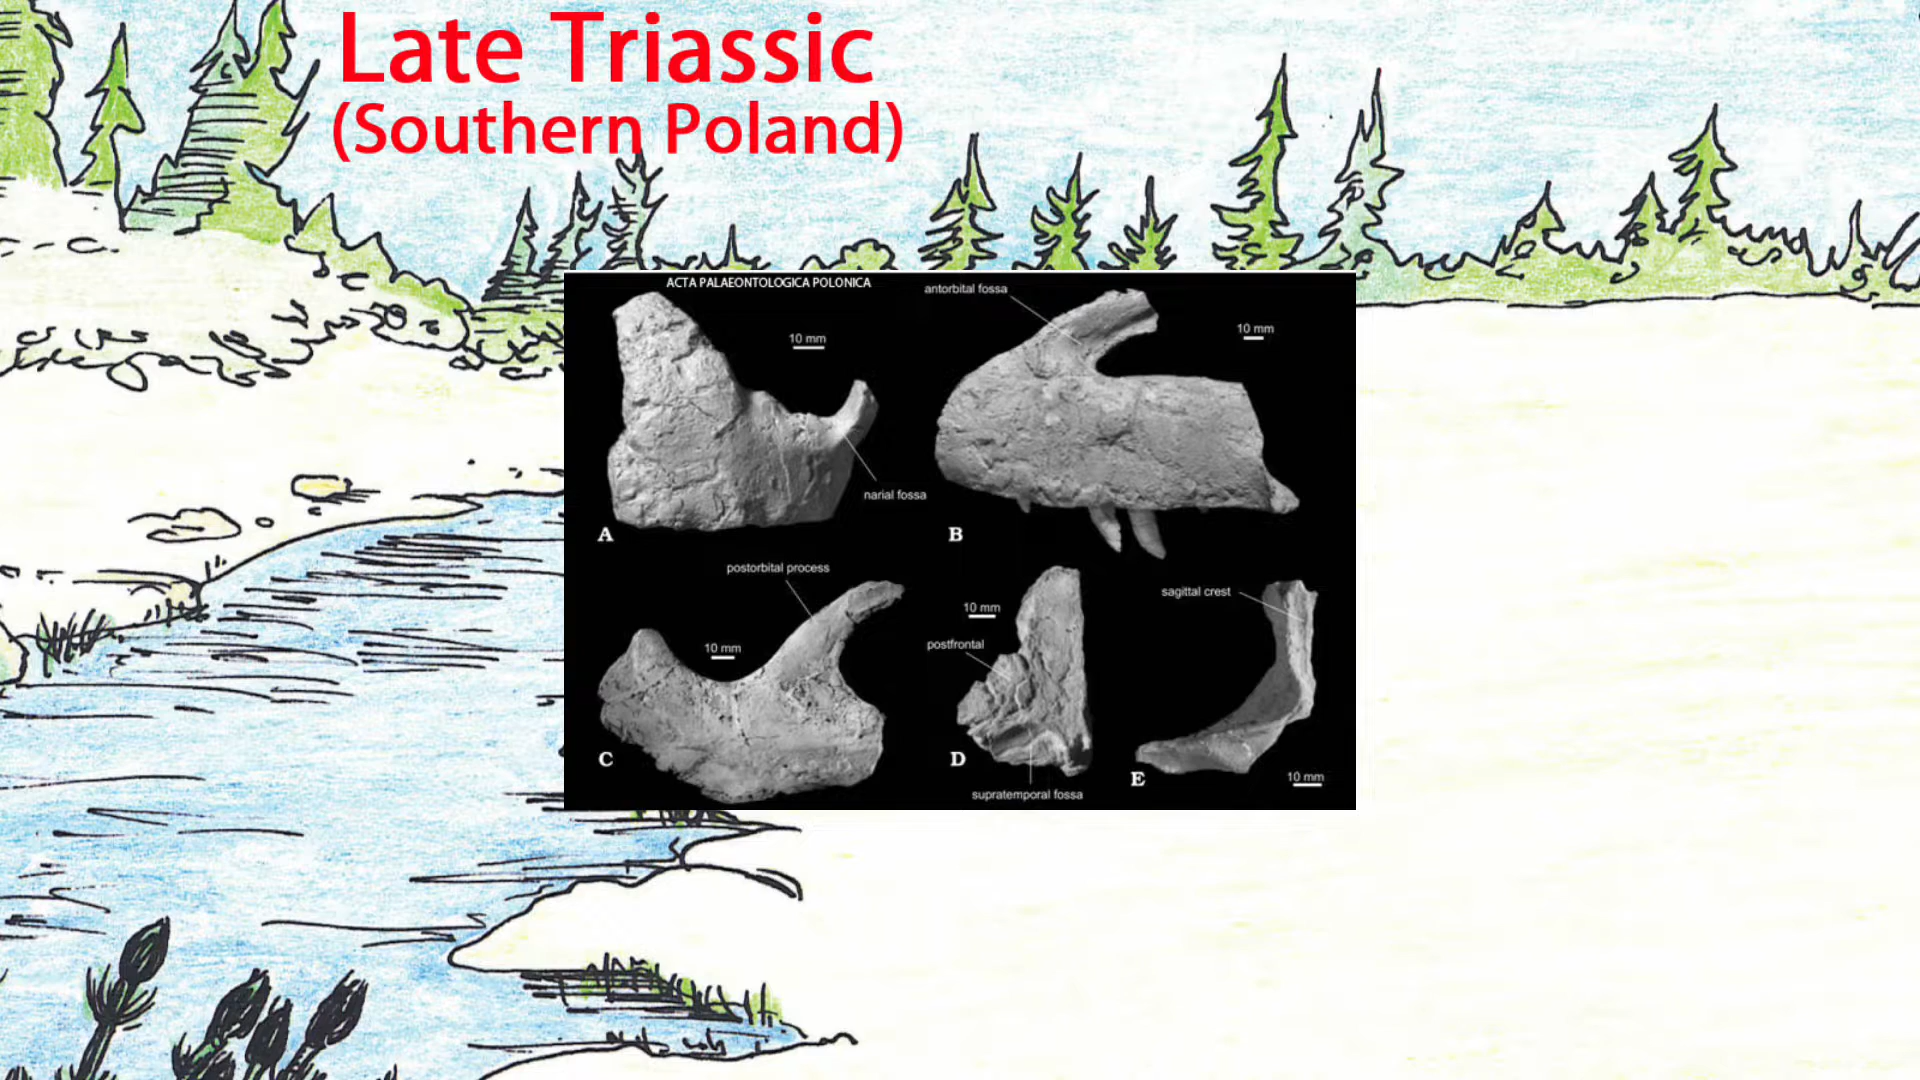 Late Triassic
(Southern Poland)
ACTA PALAEONTOLOGICA POLONICA
antorbital fossa
10 mm
10 mm
narial fossa
A
B
postorbital process
sagittal crest
10 mm
postfrontal
10 mm
C
D
E
10 mm
supratemporal fossa